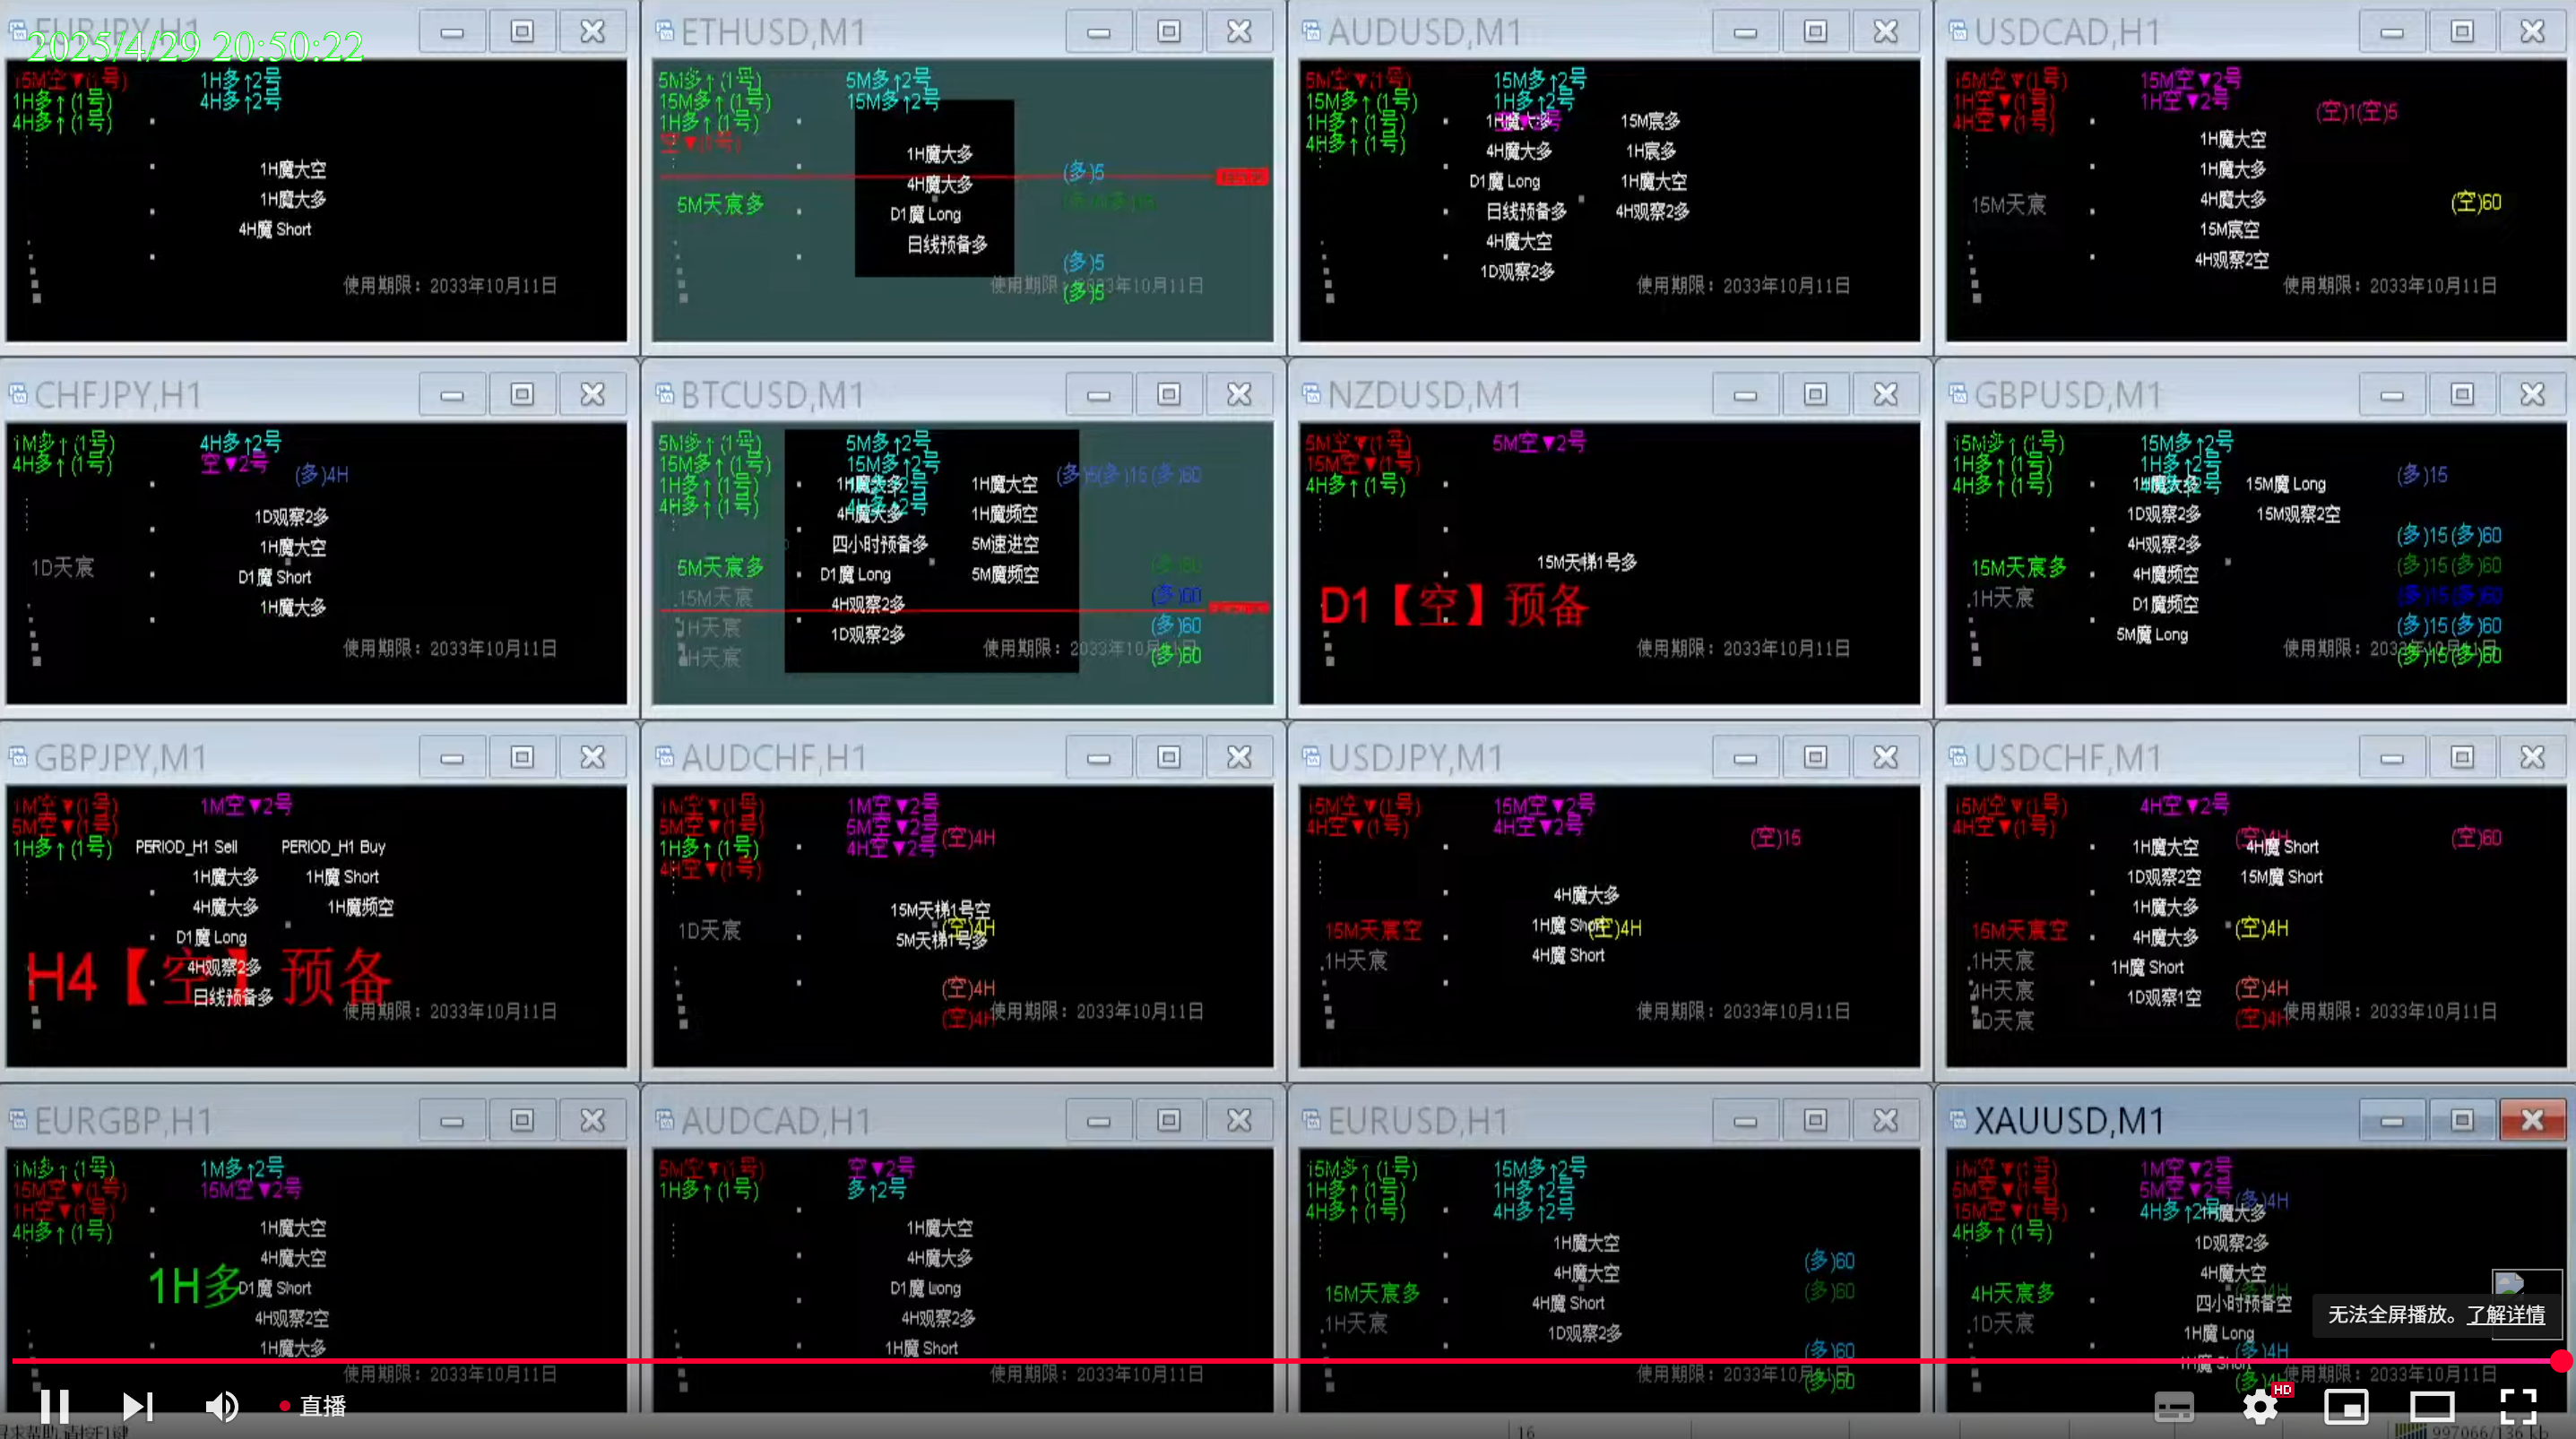 EURJPY,H1
2025/4/29 20:50:22
15M空▼(1号)
1H多↑2号
1H多↑(1号)
4H多↑2号
4H多↑(1号)
1H魔大空
1H魔大多
4H魔 Short
使用期限：2033年10月11日
ETHUSD,M1
5M多↑(1号)
5M多↑2号
15M多↑(1号)
15M多↑2号
1H多↑(1号)
空▼(1号)
1H魔大多
4H魔大多
(多)5
5M天宸多
D1魔 Long
日线预备多
(多)5
使用期限：2033年10月11日
(多)5
AUDUSD,M1
5M空▼(1号)
15M多↑2号
15M多↑(1号)
1H多↑2号
1H多↑(1号)
1H魔大多
15M宸多
4H多↑(1号)
4H魔大多
1H宸多
D1魔 Long
1H魔大空
日线预备多
4H观察2多
4H魔大空
1D观察2多
使用期限：2033年10月11日
USDCAD,H1
15M空▼(1号)
15M空▼2号
1H空▼(1号)
1H空▼2号
(空)1(空)5
4H空▼(1号)
1H魔大空
1H魔大多
4H魔大多
(空)60
15M天宸
15M宸空
4H观察2空
使用期限：2033年10月11日
CHFJPY,H1
1M多↑(1号)
4H多↑2号
4H多↑(1号)
空▼2号
(多)4H
1D观察2多
1H魔大空
1D天宸
D1魔 Short
1H魔大多
使用期限：2033年10月11日
BTCUSD,M1
5M多↑(1号)
5M多↑2号
15M多↑(1号)
15M多↑2号
(多)5(多)15(多)60
1H多↑(1号)
1H魔大多
1H魔大空
4H多↑(1号)
4H魔大多
1H魔频空
四小时预备多
5M速进空
5M天宸多
(多)60
D1魔 Long
5M魔频空
15M天宸
(多)60
4H观察2多
1H天宸
(多)60
1D观察2多
使用期限：2033年10月11日
4H天宸
(多)60
NZDUSD,M1
5M空▼(1号)
5M空▼2号
15M空▼(1号)
4H多↑(1号)
15M天梯1号多
D1【空】预备
使用期限：2033年10月11日
GBPUSD,M1
15M多↑(1号)
15M多↑2号
1H多↑(1号)
1H多↑2号
(多)15
4H多↑(1号)
1H魔大多
15M魔 Long
1D观察2多
15M观察2空
4H观察2多
(多)15(多)60
15M天宸多
4H魔频空
(多)15(多)60
1H天宸
D1魔频空
(多)15(多)60
5M魔 Long
(多)15(多)60
使用期限：2033年10月11日
(多)15(多)60
GBPJPY,M1
1M空▼(1号)
1M空▼2号
5M空▼(1号)
1H多↑(1号)
PERIOD_H1 Sell
PERIOD_H1 Buy
1H魔大多
1H魔 Short
4H魔大多
1H魔频空
D1魔 Long
4H观察2多
H4【空】预备
日线预备多
使用期限：2033年10月11日
AUDCHF,H1
1M空▼(1号)
1M空▼2号
5M空▼(1号)
5M空▼2号
(空)4H
1H多↑(1号)
4H空▼2号
4H空▼(1号)
15M天梯1号空
(空)4H
1D天宸
5M天梯1号多
(空)4H
(空)4H
使用期限：2033年10月11日
USDJPY,M1
15M空▼(1号)
15M空▼2号
4H空▼(1号)
4H空▼2号
(空)15
4H魔大多
15M天宸空
1H魔 Short
(空)4H
1H天宸
4H魔 Short
使用期限：2033年10月11日
USDCHF,M1
15M空▼(1号)
4H空▼2号
4H空▼(1号)
(空)4H
(空)60
1H魔大空
4H魔 Short
1D观察2空
15M魔 Short
1H魔大多
15M天宸空
4H魔大多
(空)4H
1H天宸
1H魔 Short
4H天宸
(空)4H
1D观察1空
1D天宸
(空)4H
使用期限：2033年10月11日
EURGBP,H1
1M多↑(1号)
1M多↑2号
15M空▼(1号)
15M空▼2号
1H空▼(1号)
4H多↑(1号)
1H魔大空
4H魔大空
1H多
D1魔 Short
4H观察2空
1H魔大多
使用期限：2033年10月11日
AUDCAD,H1
5M空▼(1号)
空▼2号
1H多↑(1号)
多↑2号
1H魔大空
4H魔大多
D1魔 Long
4H观察2多
1H魔 Short
使用期限：2033年10月11日
EURUSD,H1
15M多↑(1号)
15M多↑2号
1H多↑(1号)
1H多↑2号
4H多↑(1号)
4H多↑2号
1H魔大空
(多)60
4H魔大空
15M天宸多
(多)60
4H魔 Short
1H天宸
1D观察2多
(多)60
使用期限：2033年10月11日
(多)60
XAUUSD,M1
1M空▼(1号)
1M空▼2号
5M空▼(1号)
5M空▼2号
(多)4H
15M空▼(1号)
4H多↑2号
1H魔大多
4H多↑(1号)
1D观察2多
4H魔大空
4H天宸多
四小时预备空
1D天宸
1H魔 Long
(多)4H
1H魔 Short
使用期限：2033年10月11日
(多)4H
无法全屏播放。了解详情
直播
HD
寻求帮助,请按F1键
16
997066/136 kb